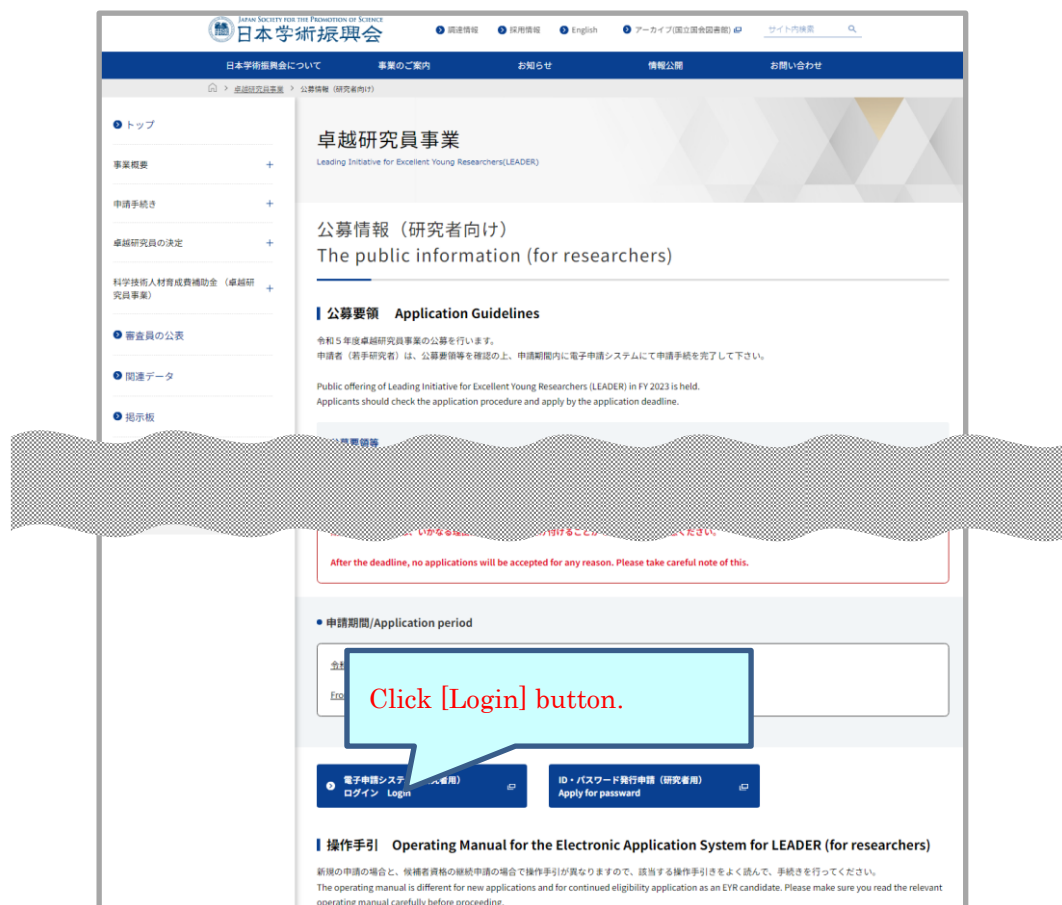 JAPAN SOCIETY FOR THE PROMOTION OF SCIENCE
日本学術振興会
調達情報 採用情報 English アーカイブ(国立国会図書館) サイト内検索
日本学術振興会について 事業のご案内 お知らせ 情報公開 お問い合わせ
> 卓越研究員事業 > 公募情報（研究者向け）
トップ
事業概要 +
申請手続き +
卓越研究員の決定 +
科学技術人材育成費補助金 （卓越研
究員事業） +
審査員の公表
関連データ
掲示板
卓越研究員事業
Leading Initiative for Excellent Young Researchers(LEADER)
公募情報（研究者向け）
The public information (for researchers)
公募要領 Application Guidelines
令和５年度卓越研究員事業の公募を行います。
申請者（若手研究者）は、公募要領等を確認の上、申請期間内に電子申請システムにて申請手続を完了して下さい。
Public offering of Leading Initiative for Excellent Young Researchers (LEADER) in FY 2023 is held.
Applicants should check the application procedure and apply by the application deadline.
要領等
After the deadline, no applications will be accepted for any reason. Please take careful note of this.
申請期間/Application period
Click [Login] button.
電子申請システ 者用）
ログイン Login
ID・パスワード発行申請（研究者用）
Apply for passward
操作手引 Operating Manual for the Electronic Application System for LEADER (for researchers)
新規の申請の場合と、候補者資格の継続申請の場合で操作手引が異なりますので、該当する操作手引きをよく読んで、手続きを行ってください。
The operating manual is different for new applications and for continued eligibility application as an EYR candidate. Please make sure you read the relevant
operating manual carefully before proceeding.